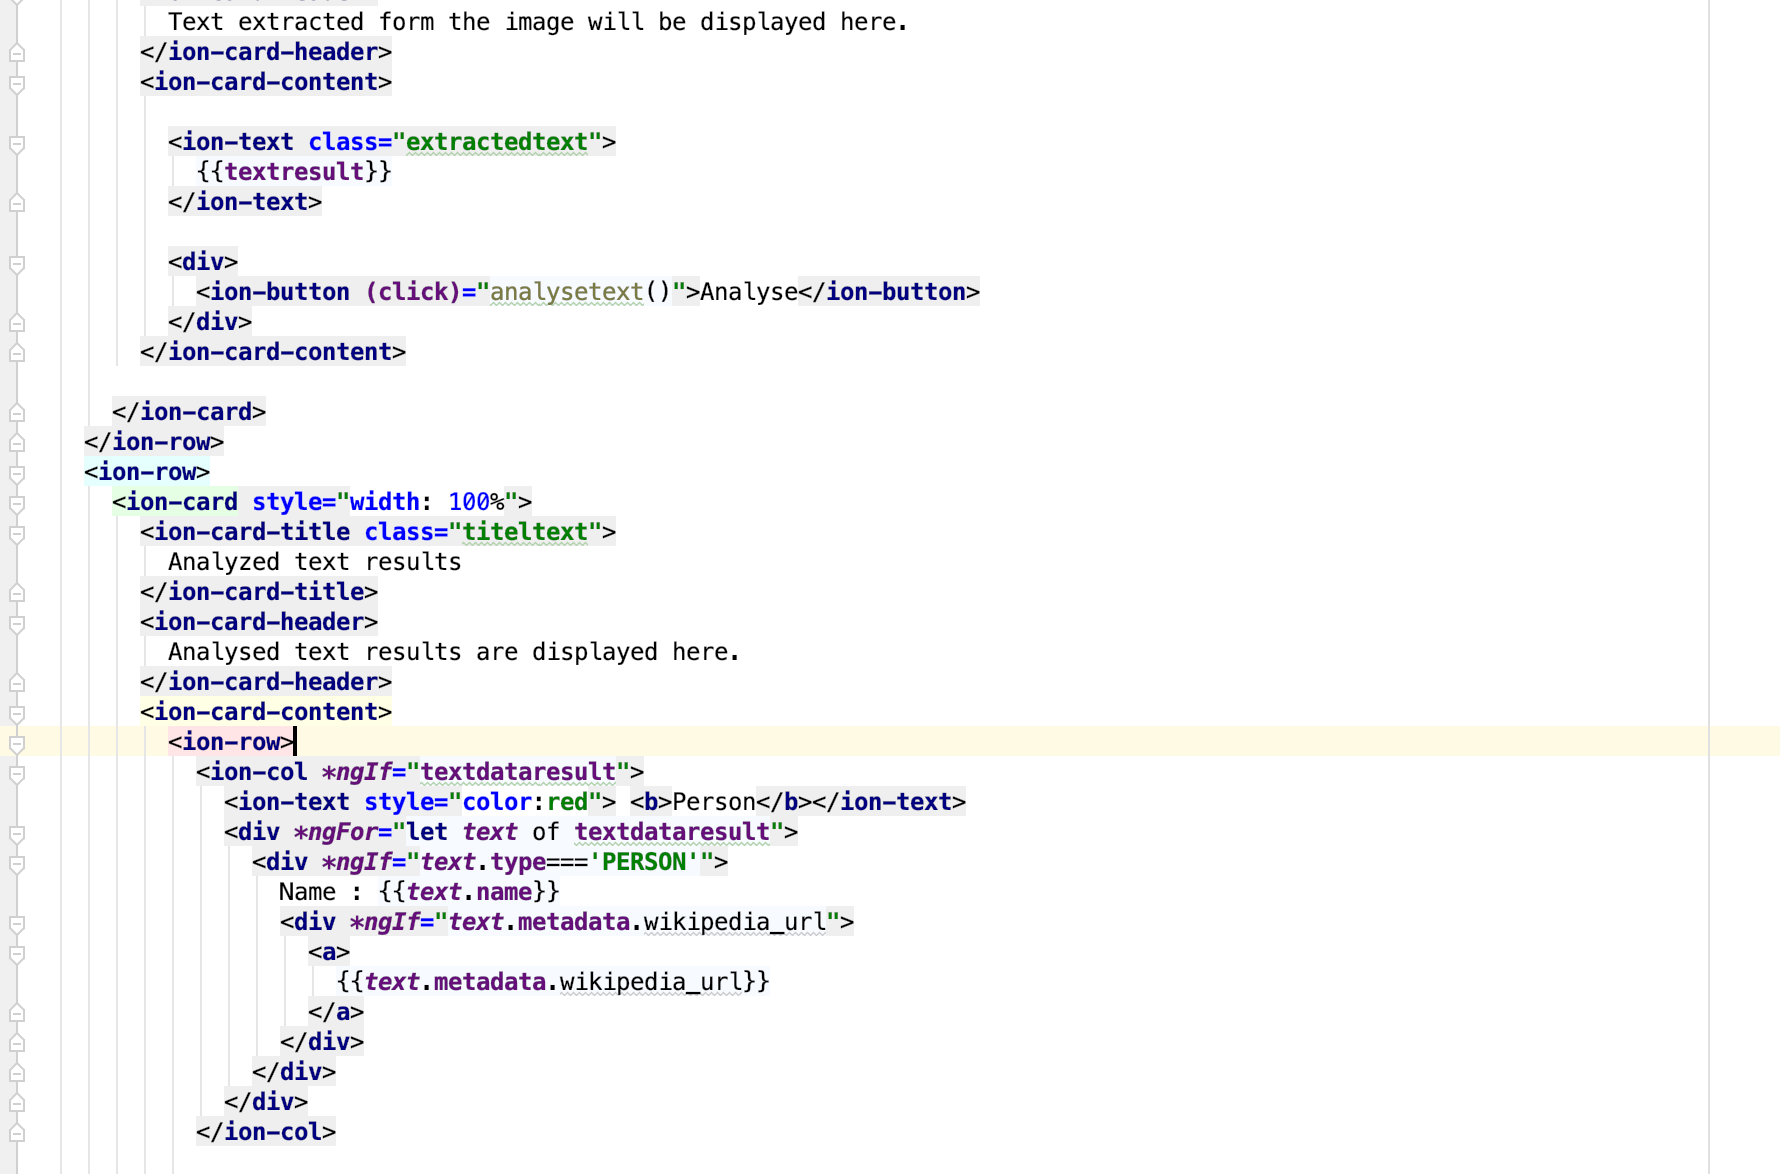 Text extracted form the image will be displayed here.
</ion-card-header>
<ion-card-content>
<ion-text class="extractedtext">
{{textresult}}
</ion-text>
<div>
<ion-button (click)="analysetext()">Analyse</ion-button>
</div>
</ion-card-content>
</ion-card>
</ion-row>
<ion-row>
<ion-card style="width: 100%">
<ion-card-title class="titeltext">
Analyzed text results
</ion-card-title>
<ion-card-header>
Analysed text results are displayed here.
</ion-card-header>
<ion-card-content>
<ion-row>
<ion-col *ngIf="textdataresult">
<ion-text style="color:red"> <b>Person</b></ion-text>
<div *ngFor="let text of textdataresult">
<div *ngIf="text.type==='PERSON'">
Name : {{text.name}}
<div *ngIf="text.metadata.wikipedia_url">
<a>
{{text.metadata.wikipedia_url}}
</a>
</div>
</div>
</div>
</ion-col>